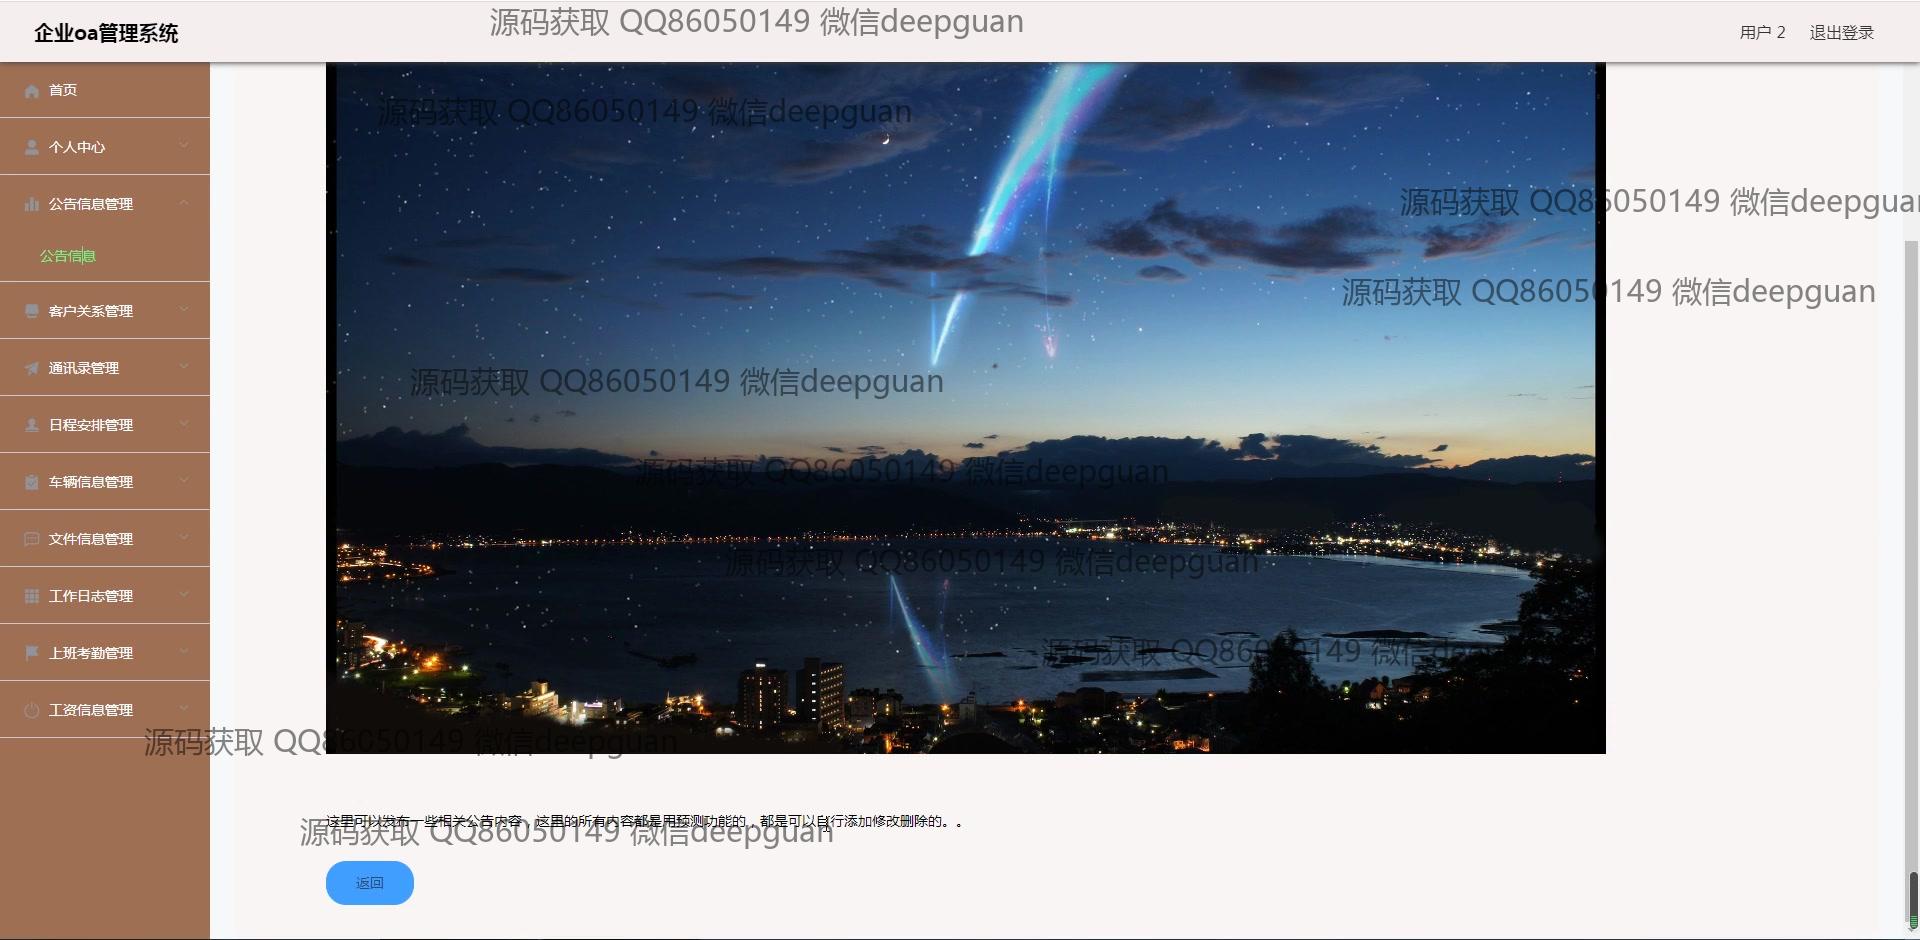 源码获取 QQ86050149 微信deepguan
企业oa管理系统
用户 2
退出登录
首页
源码获取 QQ86050149 微信deepguan
个人中心
源码获取 QQ86050149 微信deepguan
公告信息管理
公告信息
源码获取 QQ86050149 微信deepguan
客户关系管理
通讯录管理
源码获取 QQ86050149 微信deepguan
日程安排管理
源码获取 QQ86050149 微信deepguan
车辆信息管理
文件信息管理
源码获取 QQ86050149 微信deepguan
工作日志管理
上班考勤管理
源码获取 QQ86050149 微信deepguan
工资信息管理
源码获取 QQ86050149 微信deepguan
这里可以发布一些相关公告内容，这里的所有内容都是用预测功能的，都是可以自行添加修改删除的。。
源码获取 QQ86050149 微信deepguan
返回